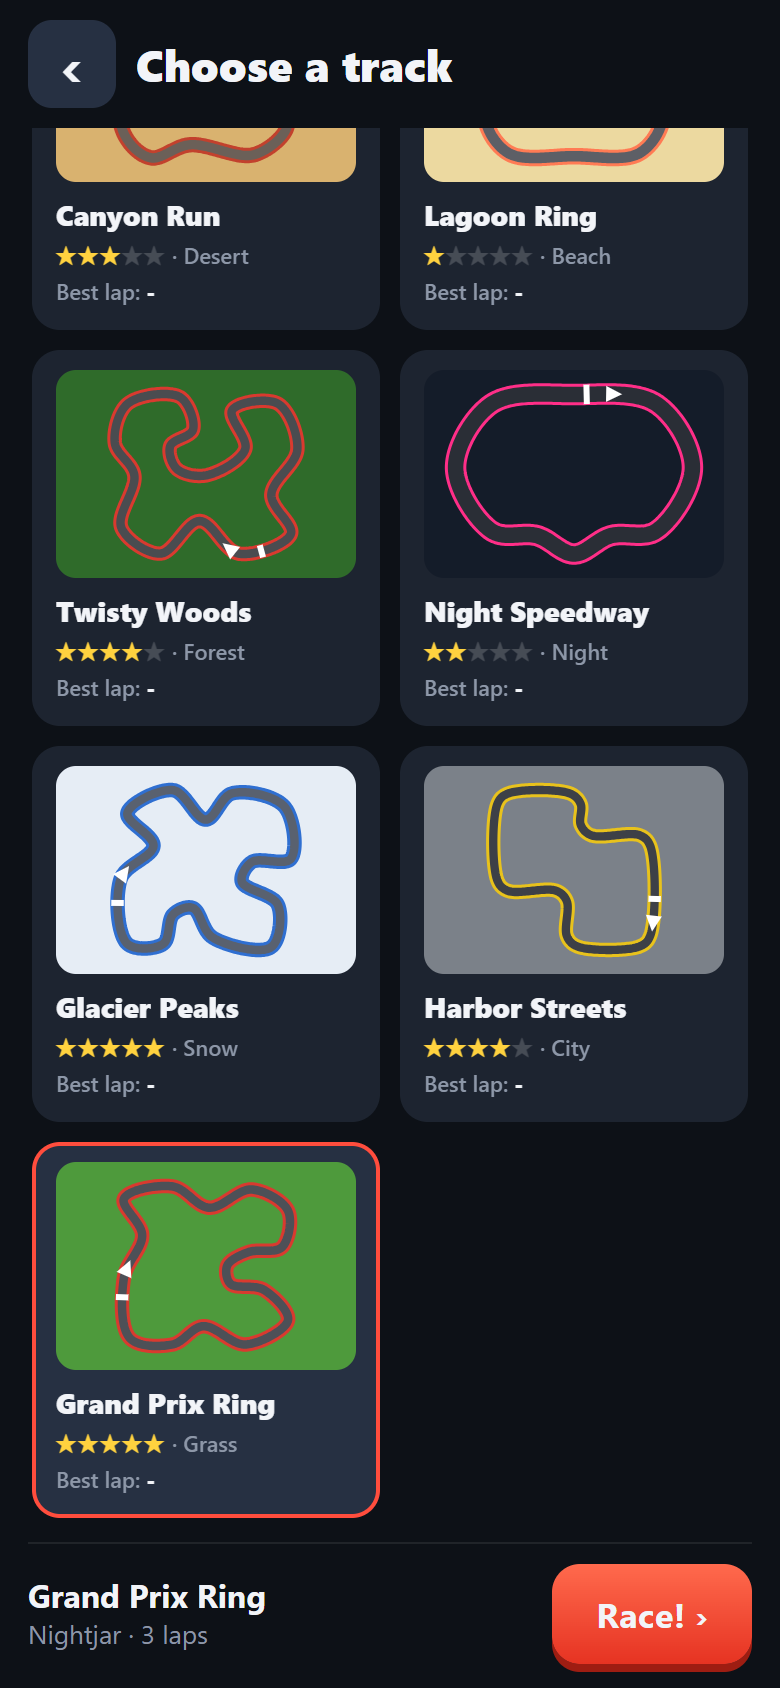 ‹ Choose a track
Canyon Run
★★★★★ · Desert
Best lap: -
Lagoon Ring
★★★★★ · Beach
Best lap: -
Twisty Woods
★★★★★ · Forest
Best lap: -
Night Speedway
★★★★★ · Night
Best lap: -
Glacier Peaks
★★★★★ · Snow
Best lap: -
Harbor Streets
★★★★★ · City
Best lap: -
Grand Prix Ring
★★★★★ · Grass
Best lap: -
Grand Prix Ring
Nightjar · 3 laps
Race! ›